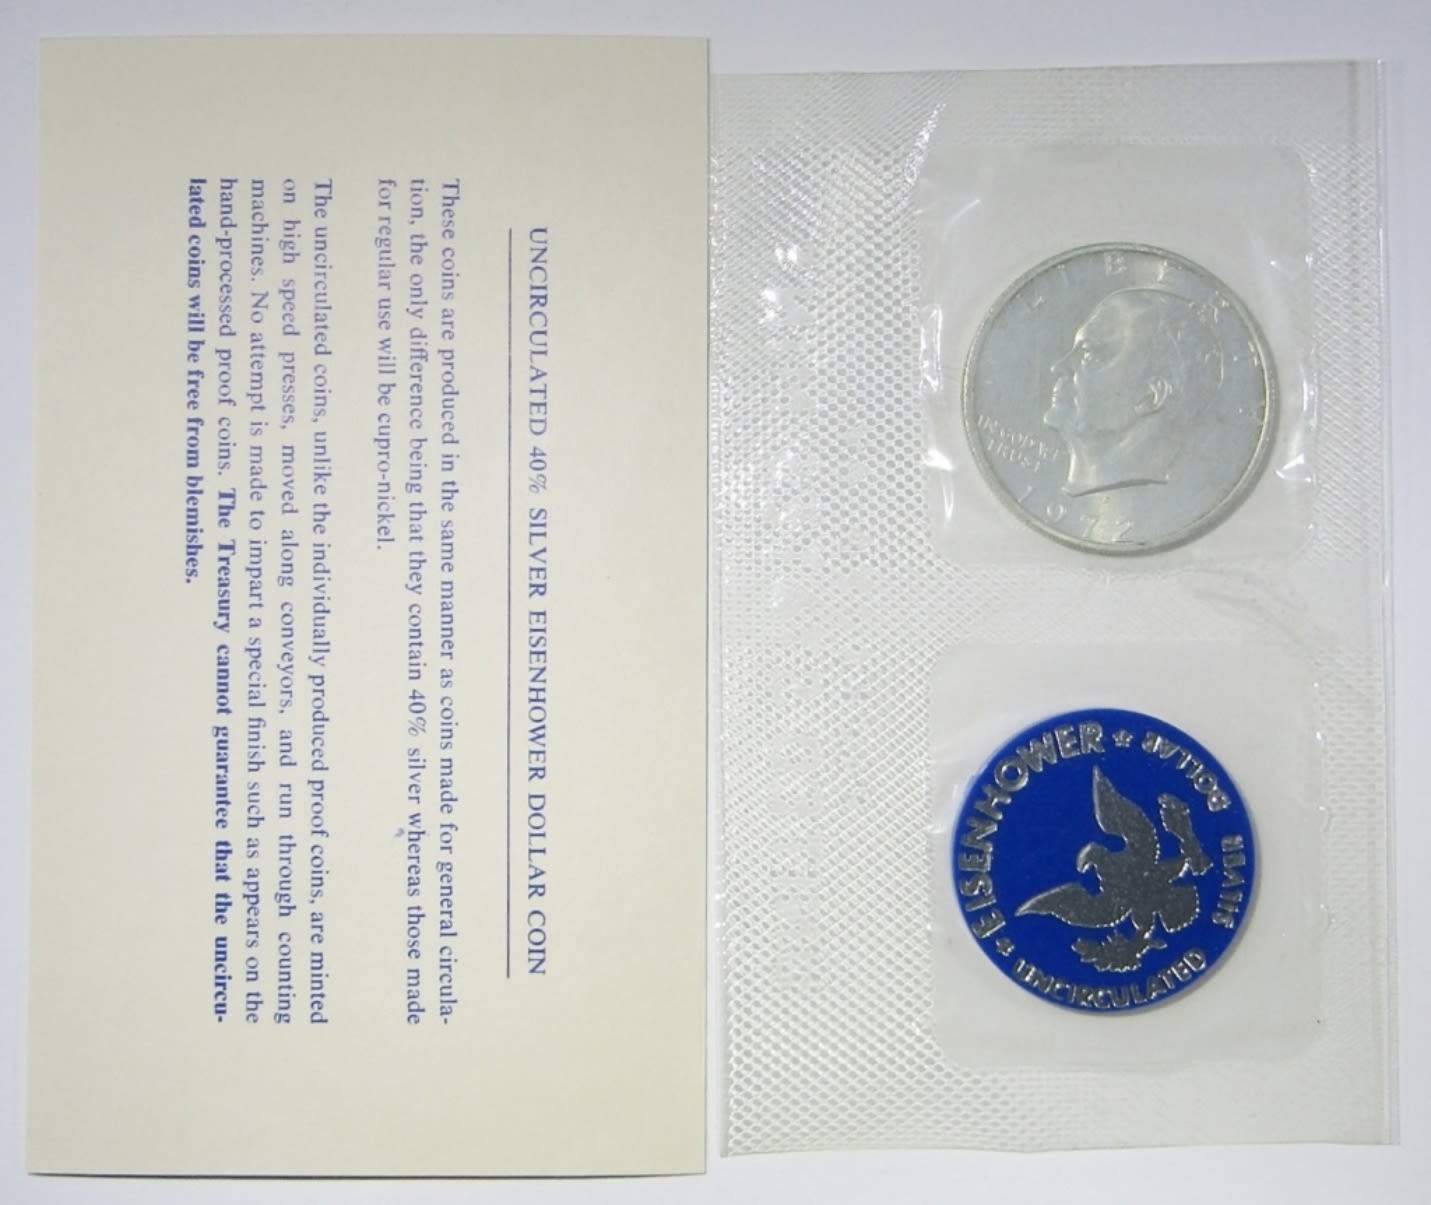 UNCIRCULATED 40% SILVER EISENHOWER DOLLAR COIN
These coins are produced in the same manner as coins made for general circula-
tion, the only difference being that they contain 40% silver whereas those made
for regular use will be cupro-nickel.
The uncirculated coins, unlike the individually produced proof coins, are minted
on high speed presses, moved along conveyors, and run through counting
machines. No attempt is made to impart a special finish such as appears on the
hand-processed proof coins. The Treasury cannot guarantee that the uncircu-
lated coins will be free from blemishes.
LIBERTY
IN GOD WE
TRUST
1972
EISENHOWER
SILVER DOLLAR
UNCIRCULATED